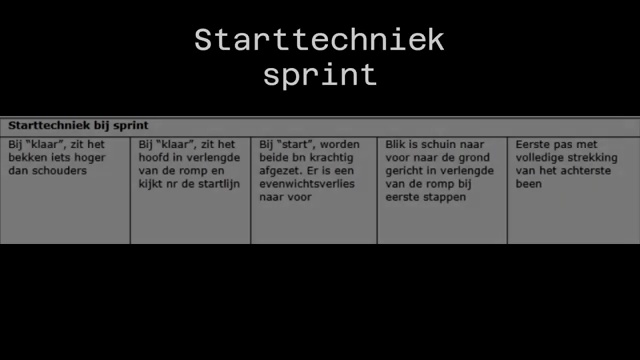 Starttechniek
sprint
Starttechniek bij sprint
Bij “klaar”, zit het
bekken iets hoger
dan schouders
Bij “klaar”, zit het
hoofd in verlengde
van de romp en
kijkt nr de startlijn
Bij “start”, worden
beide bn krachtig
afgezet. Er is een
evenwichtsverlies
naar voor
Blik is schuin naar
voor naar de grond
gericht in verlengde
van de romp bij
eerste stappen
Eerste pas met
volledige strekking
van het achterste
been